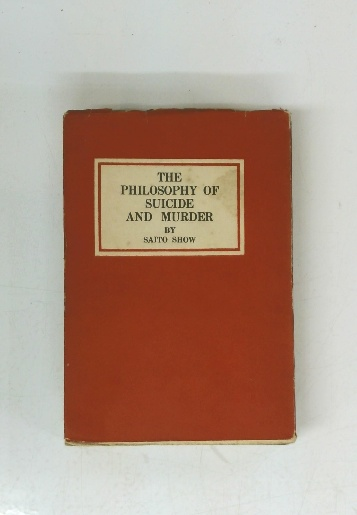 THE
PHILOSOPHY OF
SUICIDE
AND MURDER
BY
SAITO SHOW